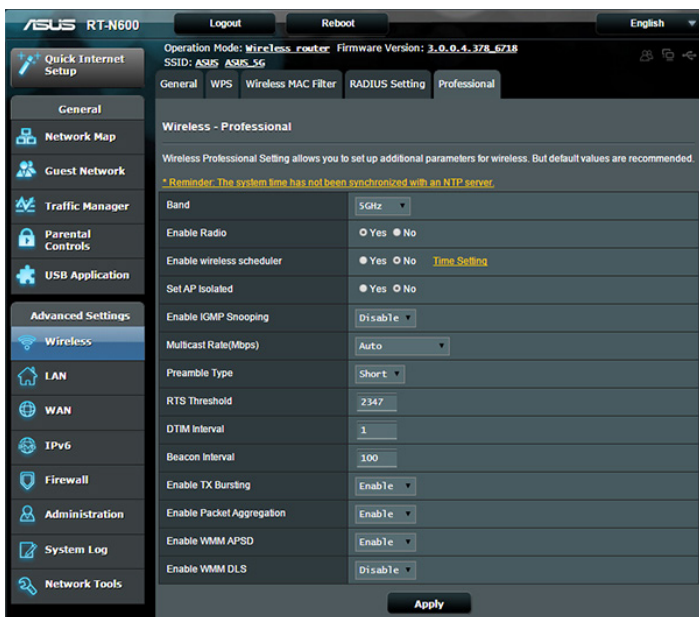 ASUS RT-N600 Logout Reboot English
Quick Internet Setup
Operation Mode: Wireless router Firmware Version: 3.0.0.4.378_6718
SSID: ASUS ASUS_5G
General WPS Wireless MAC Filter RADIUS Setting Professional
General
Network Map
Guest Network
Traffic Manager
Parental Controls
USB Application
Advanced Settings
Wireless
LAN
WAN
IPv6
Firewall
Administration
System Log
Network Tools
Wireless - Professional
Wireless Professional Setting allows you to set up additional parameters for wireless. But default values are recommended.
* Reminder: The system time has not been synchronized with an NTP server.
Band 5GHz
Enable Radio Yes No
Enable wireless scheduler Yes No Time Setting
Set AP Isolated Yes No
Enable IGMP Snooping Disable
Multicast Rate(Mbps) Auto
Preamble Type Short
RTS Threshold 2347
DTIM Interval 1
Beacon Interval 100
Enable TX Bursting Enable
Enable Packet Aggregation Enable
Enable WMM APSD Enable
Enable WMM DLS Disable
Apply